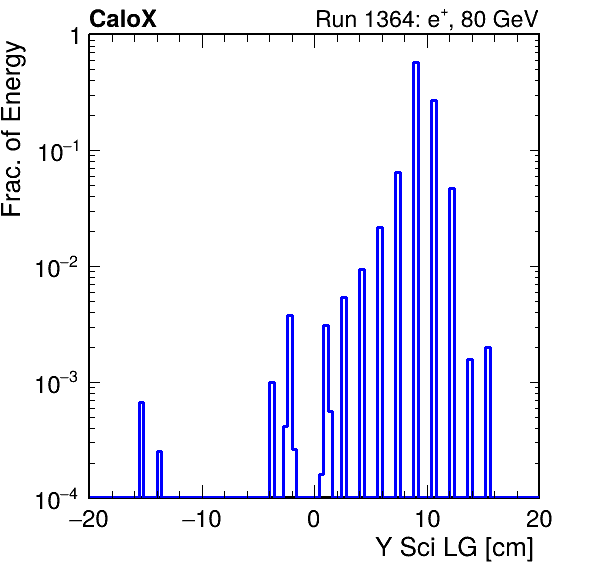 CaloX Run 1364: e⁺, 80 GeV
Frac. of Energy
1
10⁻¹
10⁻²
10⁻³
10⁻⁴
−20 −10 0 10 20
Y Sci LG [cm]